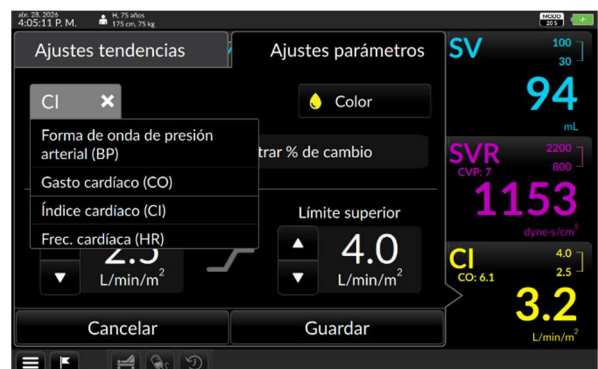 abr. 28, 2026
4:05:11 P. M.
H, 75 años
175 cm, 75 kg
MODO
20 S
Ajustes tendencias
Ajustes parámetros
CI
Color
Forma de onda de presión
arterial (BP)
Gasto cardíaco (CO)
Índice cardíaco (CI)
Frec. cardíaca (HR)
trar % de cambio
Límite superior
2.5
L/min/m²
4.0
L/min/m²
Cancelar
Guardar
SV
100
30
94
mL
SVR
CVP: 7
2200
800
1153
CI
CO: 6.1
4.0
2.5
3.2
L/min/m²